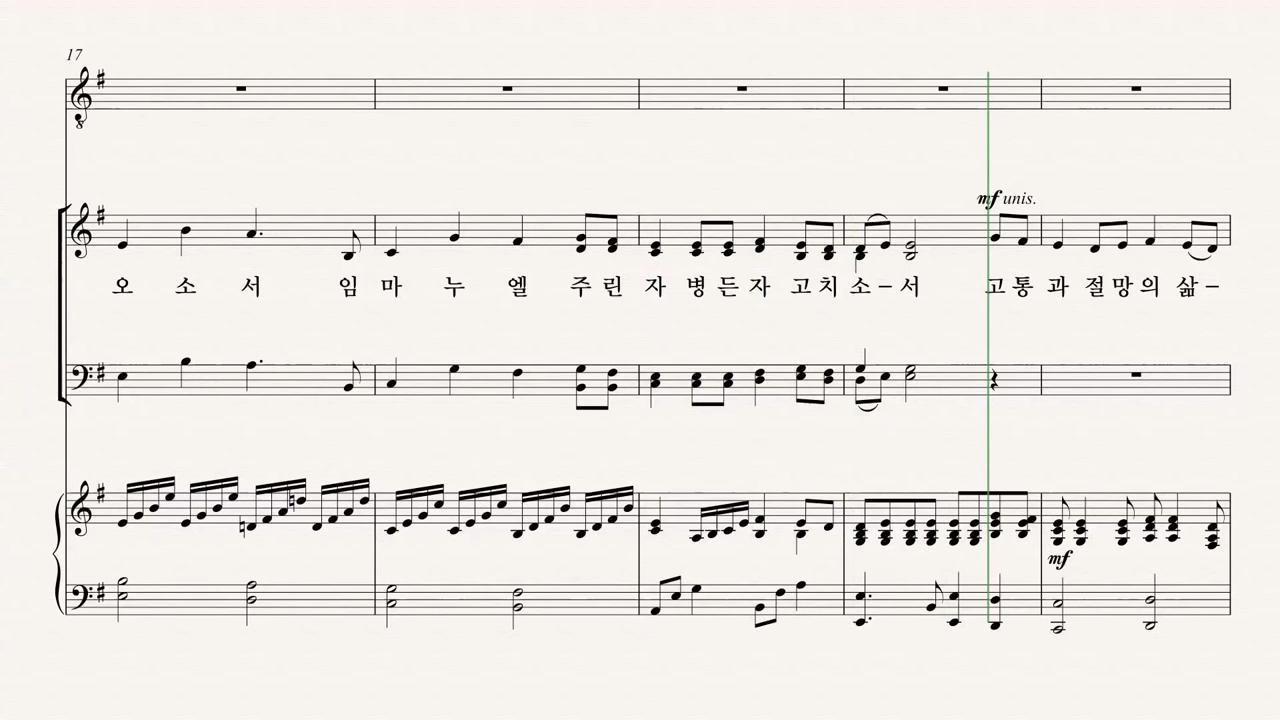 17
mf unis.
오 소 서 임 마 누 엘 주 린 자 병 든 자 고 치 소 – 서 고 통 과 절 망 의 삶 –
mf